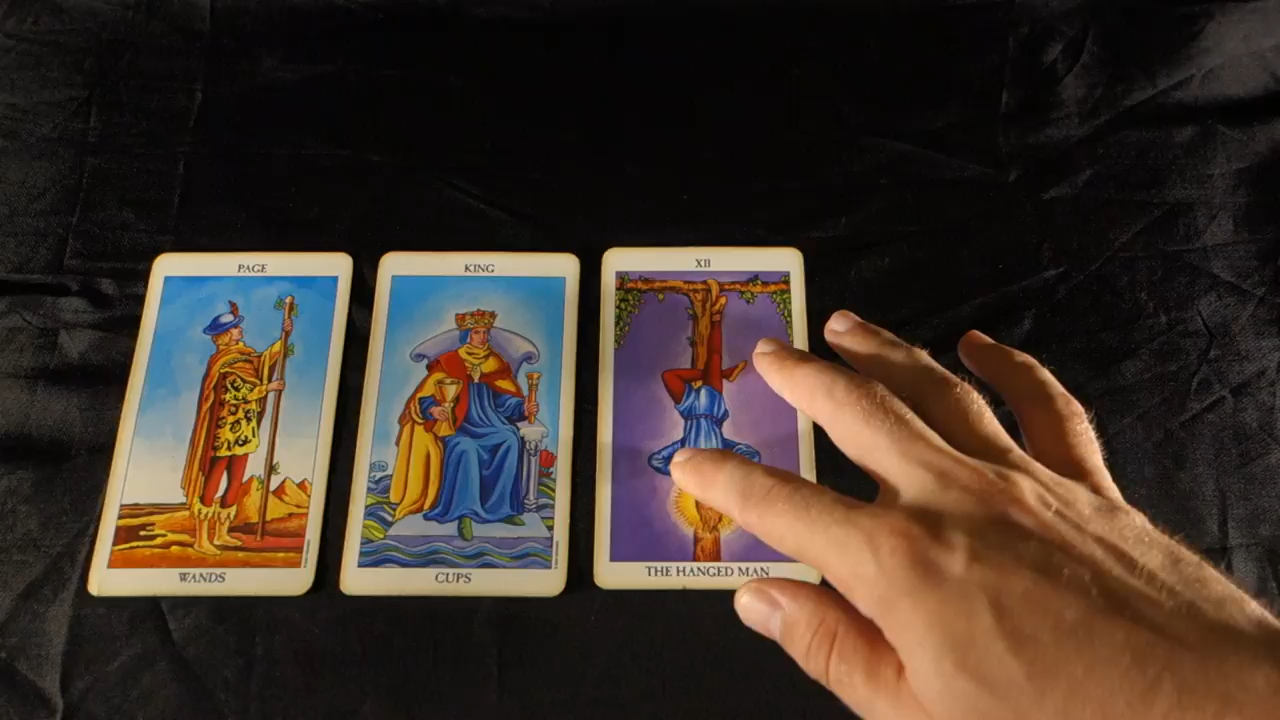 PAGE
WANDS
KING
CUPS
XII
THE HANGED MAN